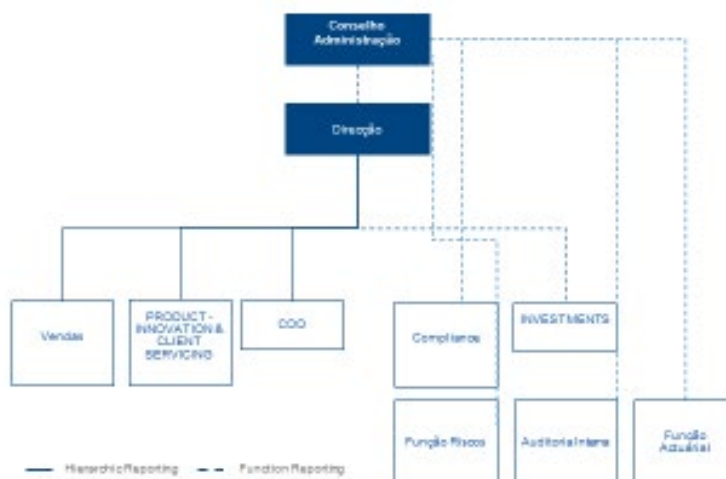 Conselho
Administração
Direcção
Vendas
PRODUCT -
INNOVATION &
CLIENT
SERVICING
COO
Compliance
INVESTMENTS
Função Riscos
Auditoria Interna
Função
Actuarial
Hierarchic Reporting
Function Reporting